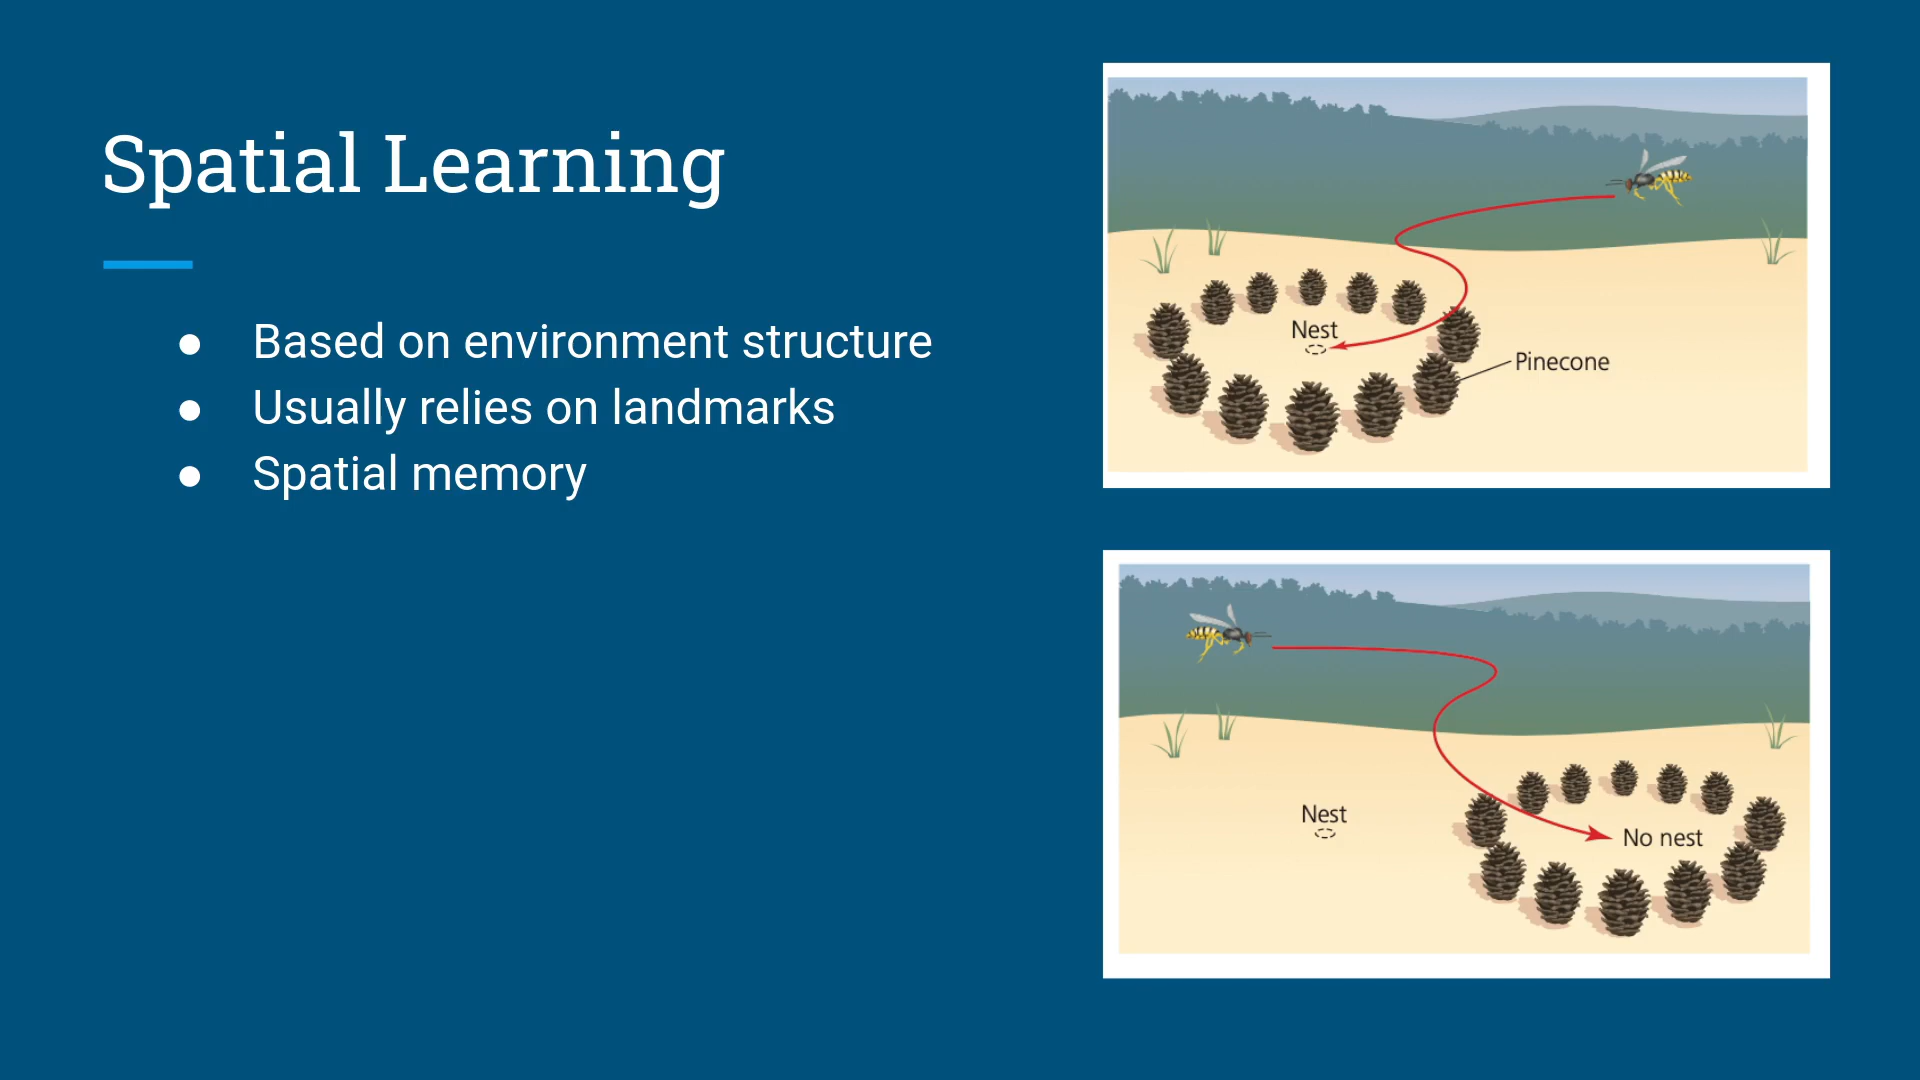 Spatial Learning
● Based on environment structure
● Usually relies on landmarks
● Spatial memory
Nest
Pinecone
Nest
No nest